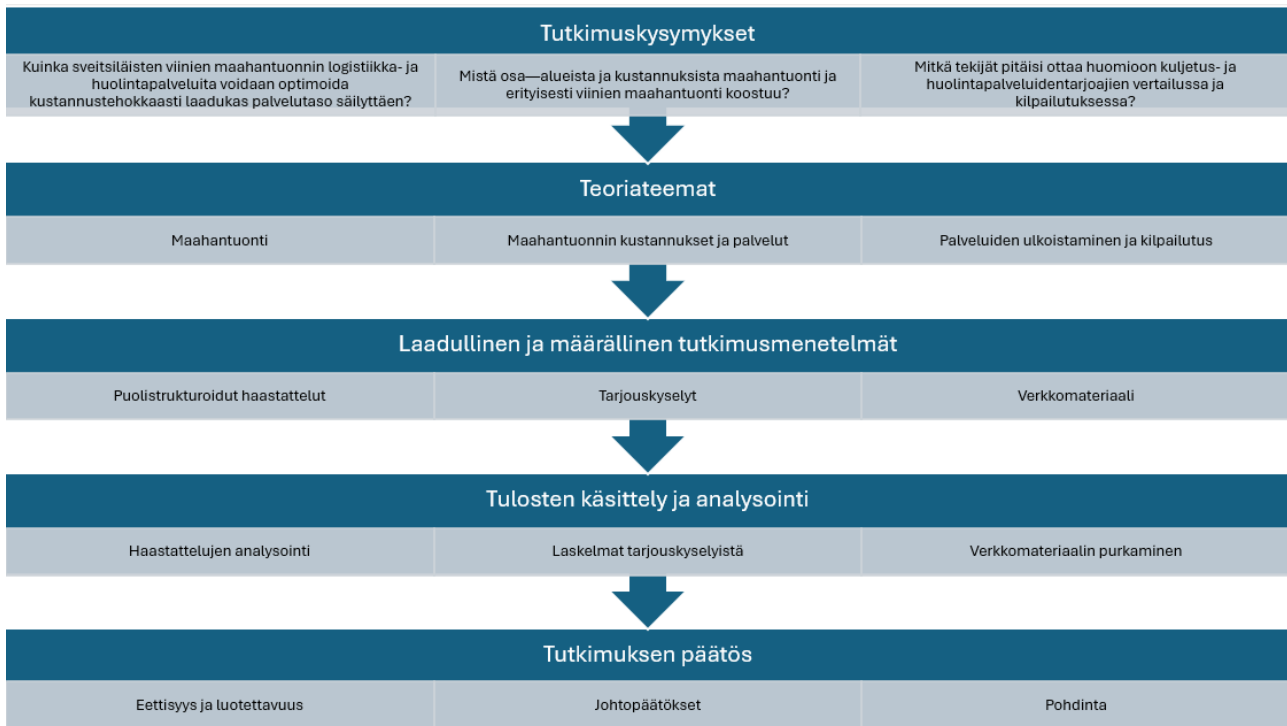 Tutkimuskysymykset
Kuinka sveitsiläisten viinien maahantuonnin logistiikka- ja
huolintapalveluita voidaan optimoida
kustannustehokkaasti laadukas palvelutaso säilyttäen?
Mistä osa—alueista ja kustannuksista maahantuonti ja
erityisesti viinien maahantuonti koostuu?
Mitkä tekijät pitäisi ottaa huomioon kuljetus- ja
huolintapalveluidentarjoajien vertailussa ja
kilpailutuksessa?
Teoriateemat
Maahantuonti
Maahantuonnin kustannukset ja palvelut
Palveluiden ulkoistaminen ja kilpailutus
Laadullinen ja määrällinen tutkimusmenetelmät
Puolistrukturoidut haastattelut
Tarjouskyselyt
Verkkomateriaali
Tulosten käsittely ja analysointi
Haastattelujen analysointi
Laskelmat tarjouskyselyistä
Verkkomateriaalin purkaminen
Tutkimuksen päätös
Eettisyys ja luotettavuus
Johtopäätökset
Pohdinta